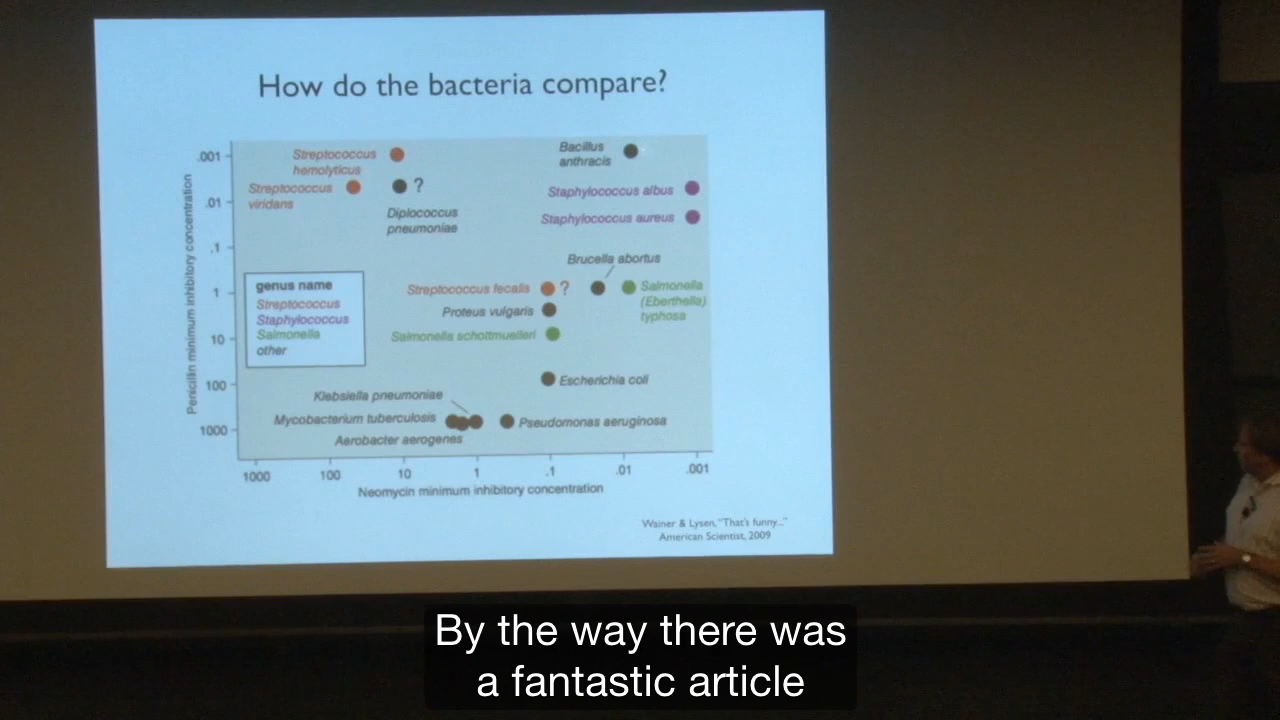 How do the bacteria compare?
.001
Streptococcus
hemolyticus
Bacillus
anthracis
Streptococcus
viridans
?
Staphylococcus albus
.01
Diplococcus
pneumoniae
Staphylococcus aureus
.1
Brucella abortus
genus name
Streptococcus
Staphylococcus
Salmonella
other
1
Streptococcus fecalis
?
Salmonella
(Eberthella)
typhosa
Proteus vulgaris
10
Salmonella schottmuelleri
100
Escherichia coli
Klebsiella pneumoniae
Mycobacterium tuberculosis
Pseudomonas aeruginosa
1000
Aerobacter aerogenes
Penicillin minimum inhibitory concentration
1000
100
10
1
.1
.01
.001
Neomycin minimum inhibitory concentration
Wainer & Lysen, "That's funny..."
American Scientist, 2009
By the way there was
a fantastic article